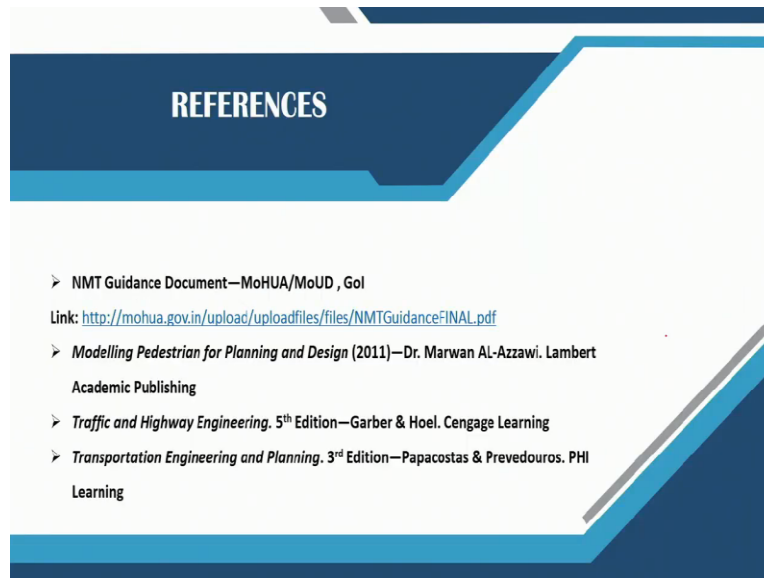 REFERENCES
➢ NMT Guidance Document—MoHUA/MoUD , GoI
Link: http://mohua.gov.in/upload/uploadfiles/files/NMTGuidanceFINAL.pdf
➢ Modelling Pedestrian for Planning and Design (2011)—Dr. Marwan AL-Azzawi. Lambert
Academic Publishing
➢ Traffic and Highway Engineering. 5th Edition—Garber & Hoel. Cengage Learning
➢ Transportation Engineering and Planning. 3rd Edition—Papacostas & Prevedouros. PHI
Learning